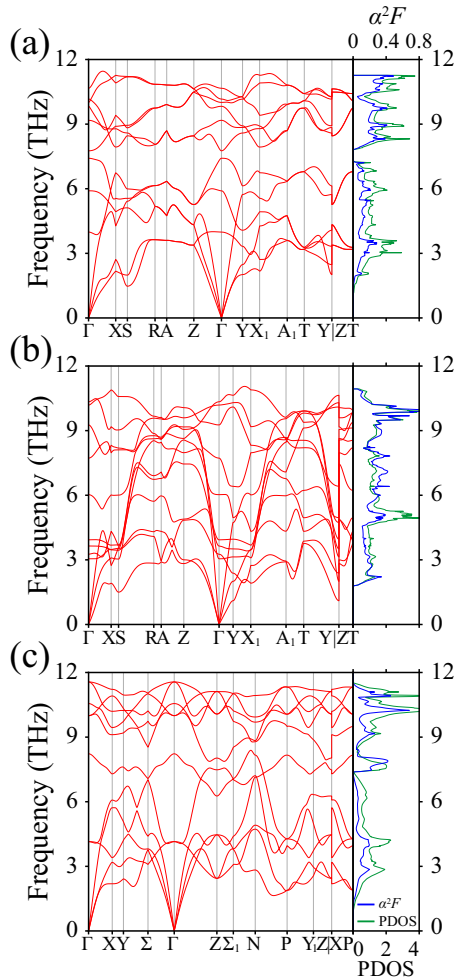 (a)
α²F
0 0.4 0.8
Frequency (THz)
12 12
9 9
6 6
3 3
0 0
Γ XS RA Z Γ YX₁ A₁T Y|ZT
(b)
Frequency (THz)
12 12
9 9
6 6
3 3
0 0
Γ XS RA Z ΓYX₁ A₁T Y|ZT
(c)
Frequency (THz)
12 12
9 9
6 6
3 3
0 0
α²F
PDOS
Γ XY Σ Γ ZΣ₁ N P Y₁Z|XP
0 2 4
PDOS